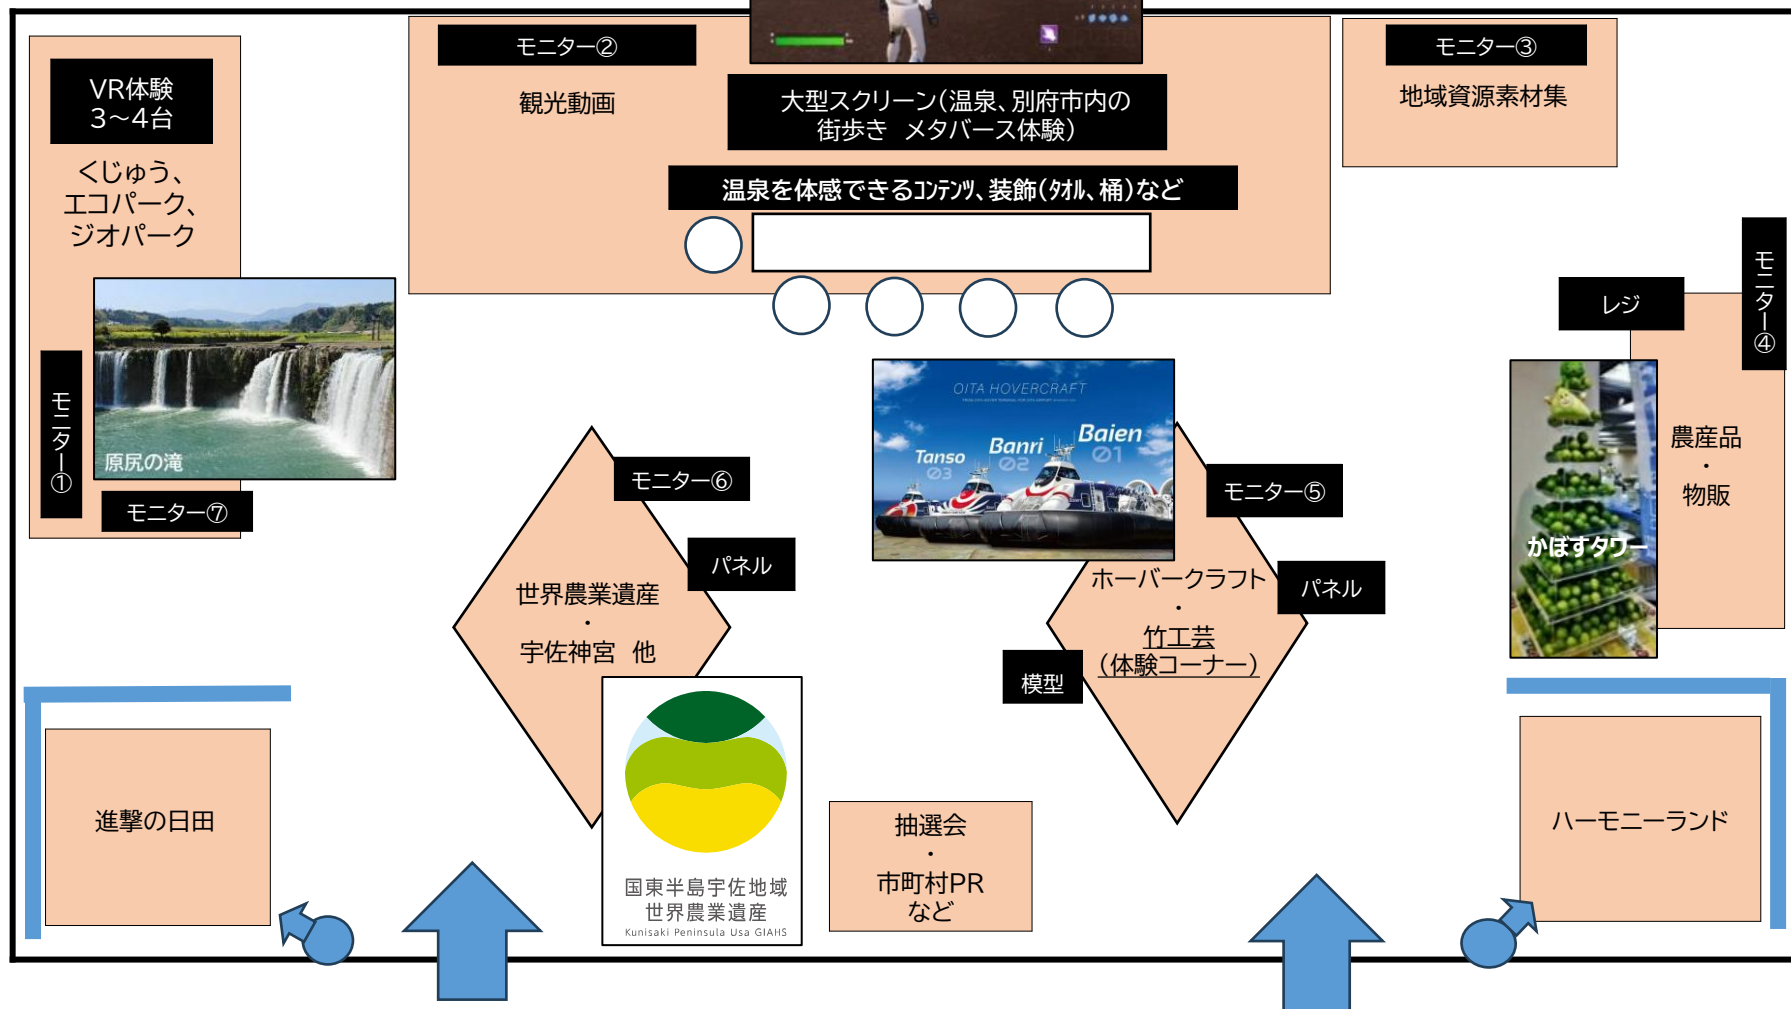 モニター②
モニター③
VR体験
3～4台
観光動画
大型スクリーン（温泉、別府市内の
街歩き　メタバース体験）
地域資源素材集
くじゅう、
エコパーク、
ジオパーク
温泉を体感できるコンテンツ、装飾（タオル、桶）など
モニター④
レジ
モニター①
原尻の滝
モニター⑦
OITA HOVERCRAFT
Tanso
03
Banri
02
Baien
01
モニター⑥
モニター⑤
農産品
・
物販
かぼすタワー
パネル
パネル
世界農業遺産
・
宇佐神宮　他
ホーバークラフト
・
竹工芸
（体験コーナー）
模型
進撃の日田
国東半島宇佐地域
世界農業遺産
Kunisaki Peninsula Usa GIAHS
抽選会
・
市町村PR
など
ハーモニーランド